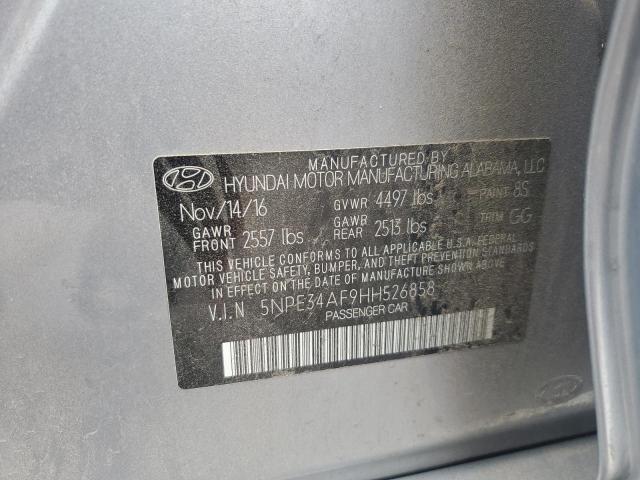 MANUFACTURED BY
HYUNDAI MOTOR MANUFACTURING ALABAMA, LLC
Nov/14/16 GVWR 4497 lbs PAINT 8S
GAWR FRONT 2557 lbs GAWR REAR 2513 lbs TRIM GG
THIS VEHICLE CONFORMS TO ALL APPLICABLE U.S.A. FEDERAL
MOTOR VEHICLE SAFETY, BUMPER, AND THEFT PREVENTION STANDARDS
IN EFFECT ON THE DATE OF MANUFACTURE SHOWN ABOVE.
V.I.N 5NPE34AF9HH526858
PASSENGER CAR